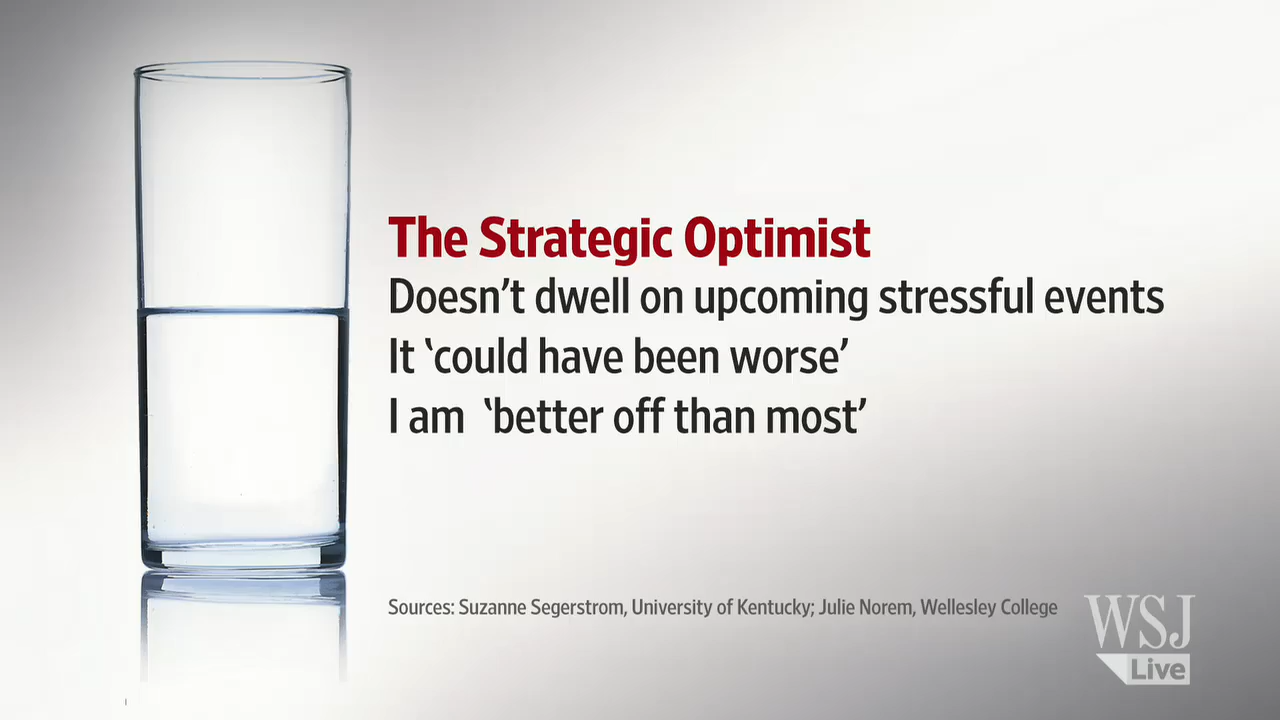 The Strategic Optimist
Doesn’t dwell on upcoming stressful events
It ‘could have been worse’
I am ‘better off than most’
Sources: Suzanne Segerstrom, University of Kentucky; Julie Norem, Wellesley College
WSJ
Live